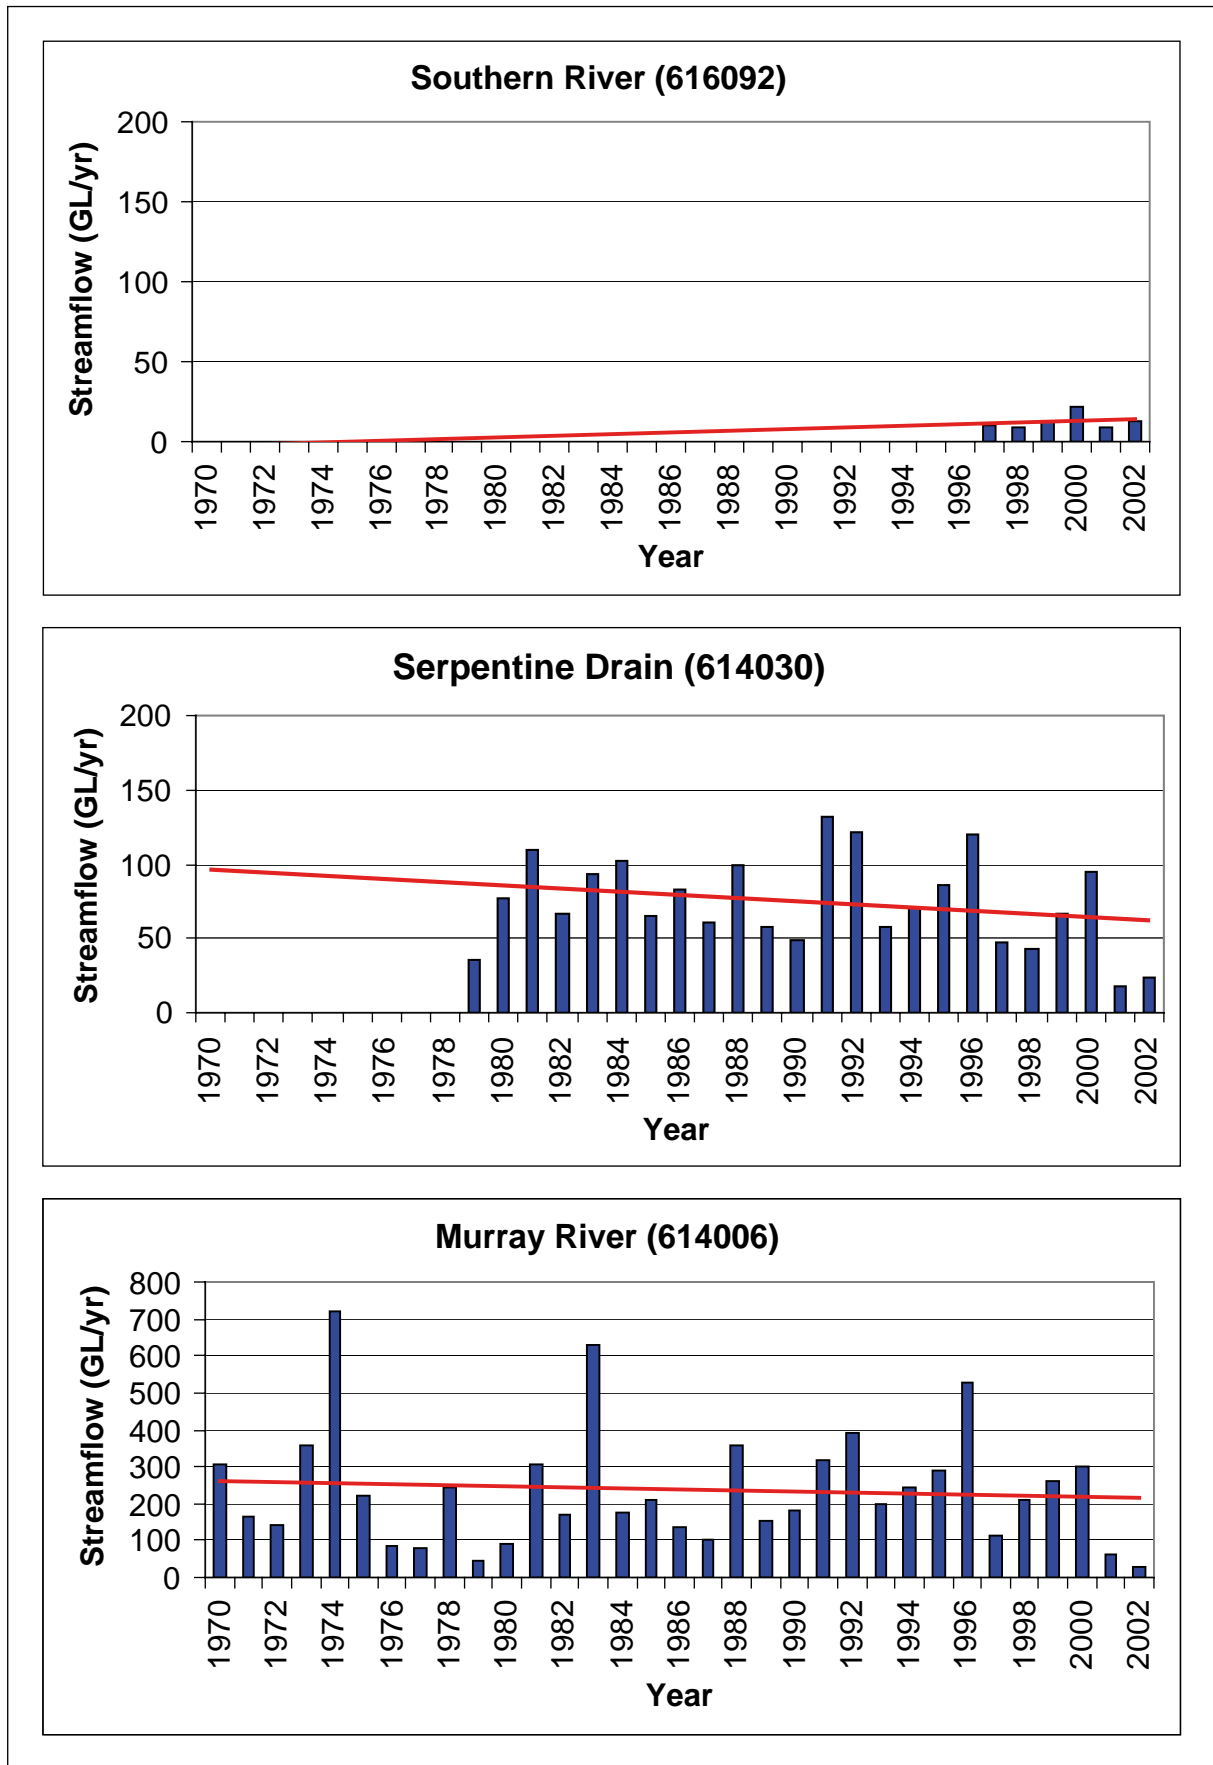 Southern River (616092)
200
150
100
50
0
Streamflow (GL/yr)
1970 1972 1974 1976 1978 1980 1982 1984 1986 1988 1990 1992 1994 1996 1998 2000 2002
Year
Serpentine Drain (614030)
200
150
100
50
0
Streamflow (GL/yr)
1970 1972 1974 1976 1978 1980 1982 1984 1986 1988 1990 1992 1994 1996 1998 2000 2002
Year
Murray River (614006)
800
700
600
500
400
300
200
100
0
Streamflow (GL/yr)
1970 1972 1974 1976 1978 1980 1982 1984 1986 1988 1990 1992 1994 1996 1998 2000 2002
Year